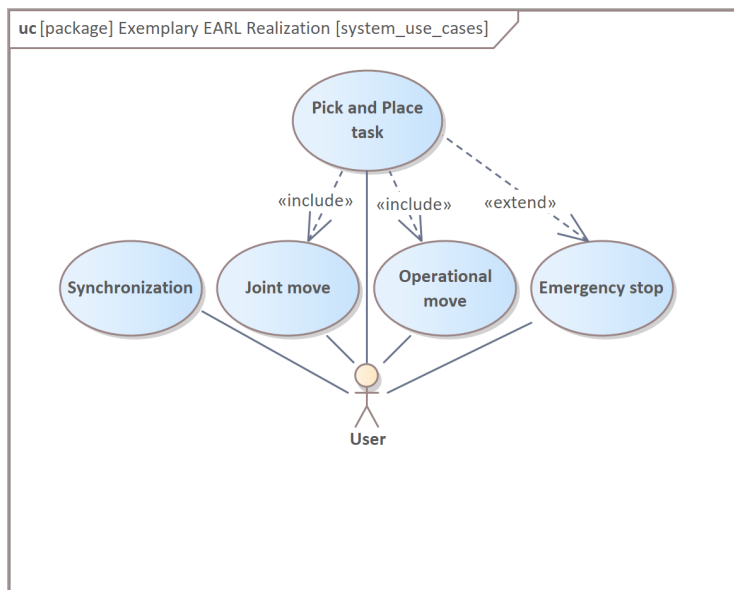 uc [package] Exemplary EARL Realization [system_use_cases]
Pick and Place
task
«include»
«include»
«extend»
Synchronization
Joint move
Operational
move
Emergency stop
User